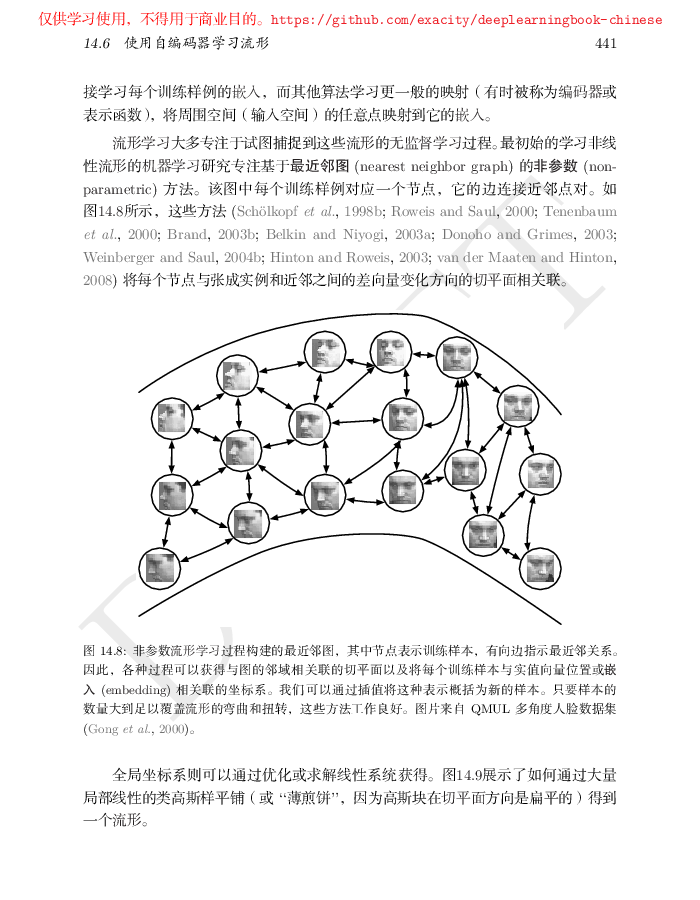 仅供学习使用，不得用于商业目的。https://github.com/exacity/deeplearningbook-chinese
14.6 使用自编码器学习流形 441
接学习每个训练样例的嵌入，而其他算法学习更一般的映射（有时被称为编码器或
表示函数），将周围空间（输入空间）的任意点映射到它的嵌入。
流形学习大多专注于试图捕捉到这些流形的无监督学习过程。最初始的学习非线
性流形的机器学习研究专注基于最近邻图 (nearest neighbor graph) 的非参数 (non-
parametric) 方法。该图中每个训练样例对应一个节点，它的边连接近邻点对。如
图14.8所示，这些方法 (Schölkopf et al., 1998b; Roweis and Saul, 2000; Tenenbaum
et al., 2000; Brand, 2003b; Belkin and Niyogi, 2003a; Donoho and Grimes, 2003;
Weinberger and Saul, 2004b; Hinton and Roweis, 2003; van der Maaten and Hinton,
2008) 将每个节点与张成实例和近邻之间的差向量变化方向的切平面相关联。
图 14.8: 非参数流形学习过程构建的最近邻图，其中节点表示训练样本，有向边指示最近邻关系。
因此，各种过程可以获得与图的邻域相关联的切平面以及将每个训练样本与实值向量位置或嵌
入 (embedding) 相关联的坐标系。我们可以通过插值将这种表示概括为新的样本。只要样本的
数量大到足以覆盖流形的弯曲和扭转，这些方法工作良好。图片来自 QMUL 多角度人脸数据集
(Gong et al., 2000)。
全局坐标系则可以通过优化或求解线性系统获得。图14.9展示了如何通过大量
局部线性的类高斯样平铺（或 “薄煎饼”，因为高斯块在切平面方向是扁平的）得到
一个流形。